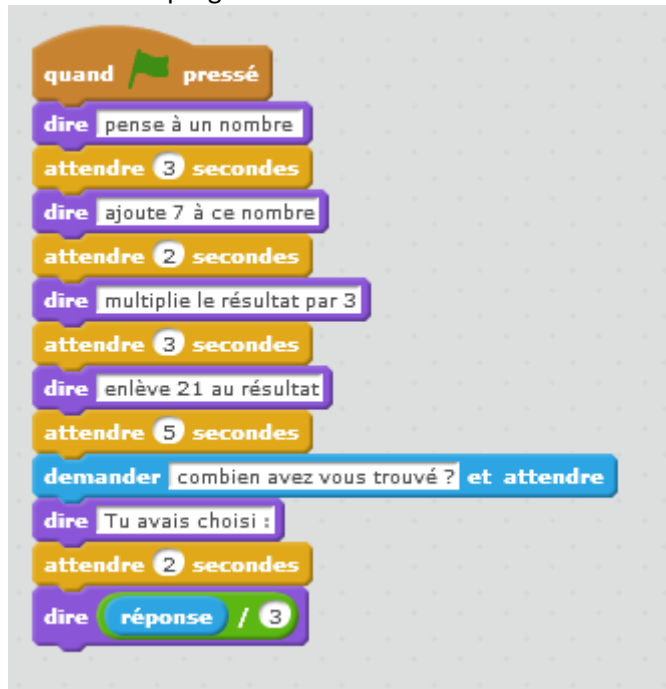 quand pressé
dire pense à un nombre
attendre 3 secondes
dire ajoute 7 à ce nombre
attendre 2 secondes
dire multiplie le résultat par 3
attendre 3 secondes
dire enlève 21 au résultat
attendre 5 secondes
demander combien avez vous trouvé ? et attendre
dire Tu avais choisi :
attendre 2 secondes
dire réponse / 3